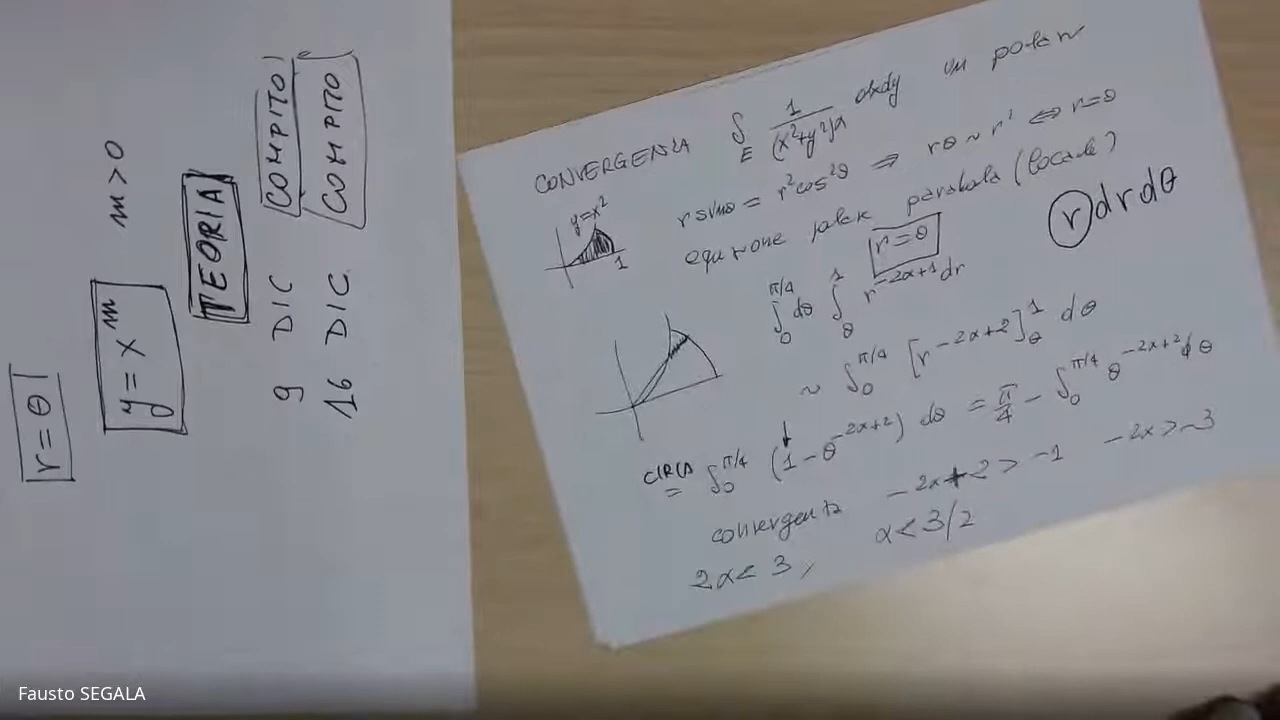 r = θ
y = x^m m > 0
TEORIA
9 DIC COMPITO
16 DIC. COMPITO
CONVERGENZA ∫_E 1/(x²+y²)^α dxdy in polari
y=x²
1
r sinθ = r²cos²θ ⇒ rθ ~ r² ⇔ r=θ
equazione polare parabola (locale)
r=θ
r dr dθ
∫_0^{π/4} dθ ∫_θ^1 r^{-2α+1} dr
~ ∫_0^{π/4} [r^{-2α+2}]_θ^1 dθ
CIRCA = ∫_0^{π/4} (1 - θ^{-2α+2}) dθ = π/4 - ∫_0^{π/4} θ^{-2α+2} dθ
convergenza -2α+2 > -1 -2α > -3
2α < 3, α < 3/2
Fausto SEGALA